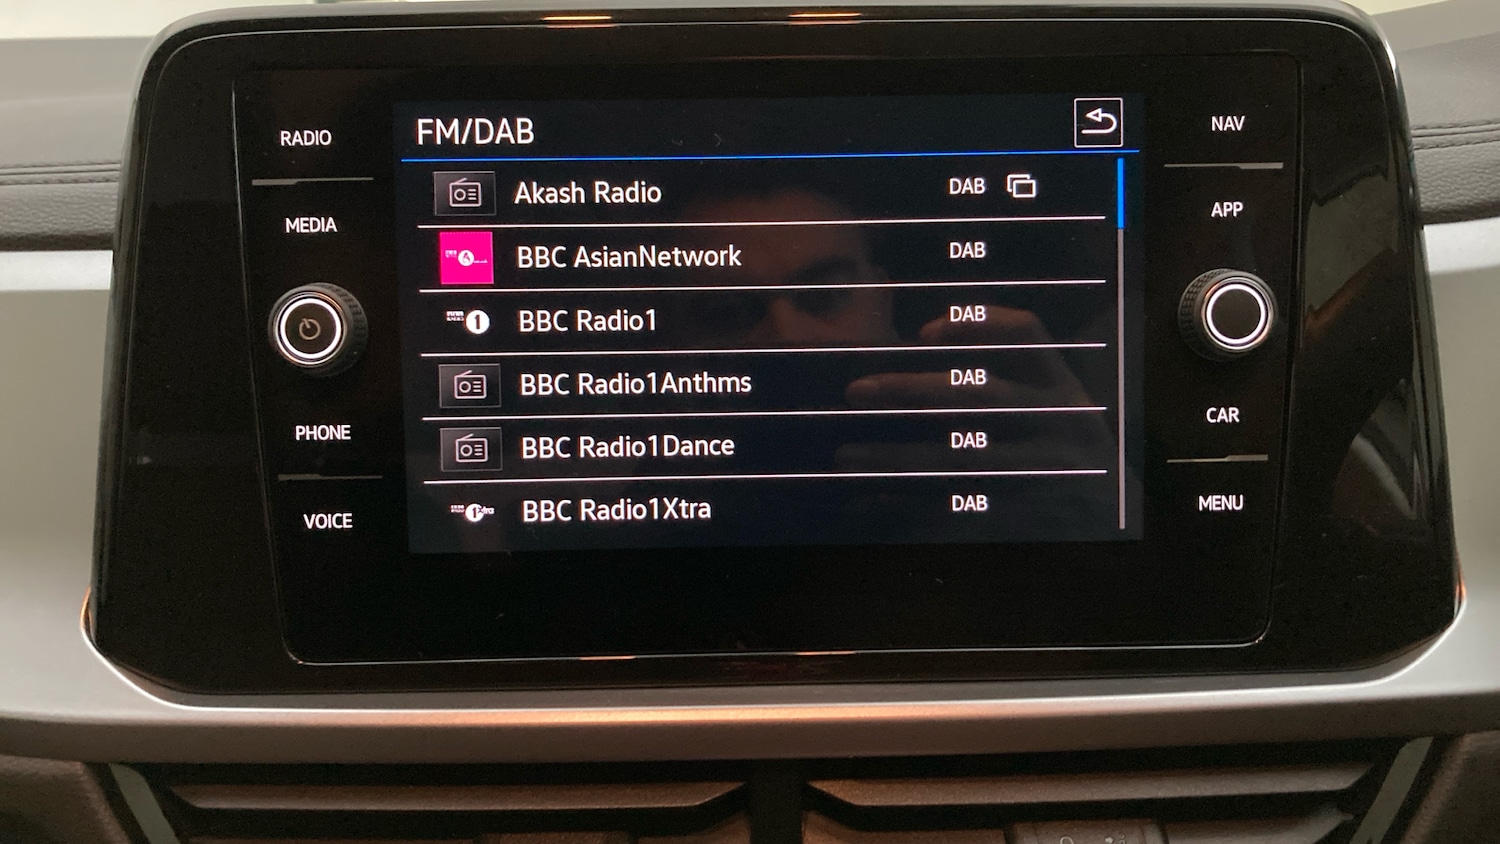 RADIO
MEDIA
PHONE
VOICE
FM/DAB
Akash Radio DAB
BBC AsianNetwork DAB
1
BBC Radio1 DAB
BBC Radio1Anthms DAB
BBC Radio1Dance DAB
BBC Radio1Xtra DAB
NAV
APP
CAR
MENU